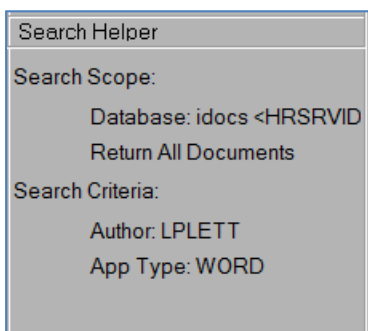 Search Helper
Search Scope:
Database: idocs <HRSRVID
Return All Documents
Search Criteria:
Author: LPLETT
App Type: WORD